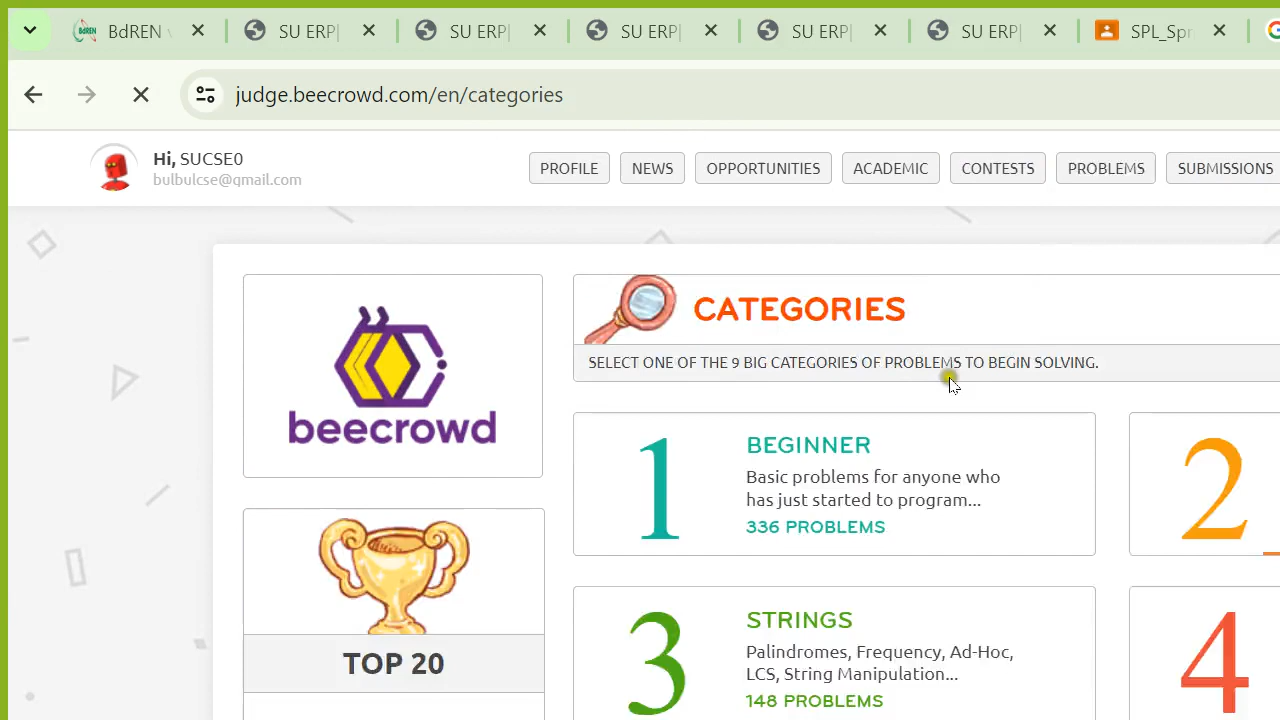 BdREN
SU ERP|
SU ERP|
SU ERP|
SU ERP|
SU ERP|
SPL_Spr
judge.beecrowd.com/en/categories
Hi, SUCSE0
bulbulcse@gmail.com
PROFILE
NEWS
OPPORTUNITIES
ACADEMIC
CONTESTS
PROBLEMS
SUBMISSIONS
CATEGORIES
SELECT ONE OF THE 9 BIG CATEGORIES OF PROBLEMS TO BEGIN SOLVING.
beecrowd
1
BEGINNER
Basic problems for anyone who
has just started to program...
336 PROBLEMS
2
TOP 20
3
STRINGS
Palindromes, Frequency, Ad-Hoc,
LCS, String Manipulation...
148 PROBLEMS
4